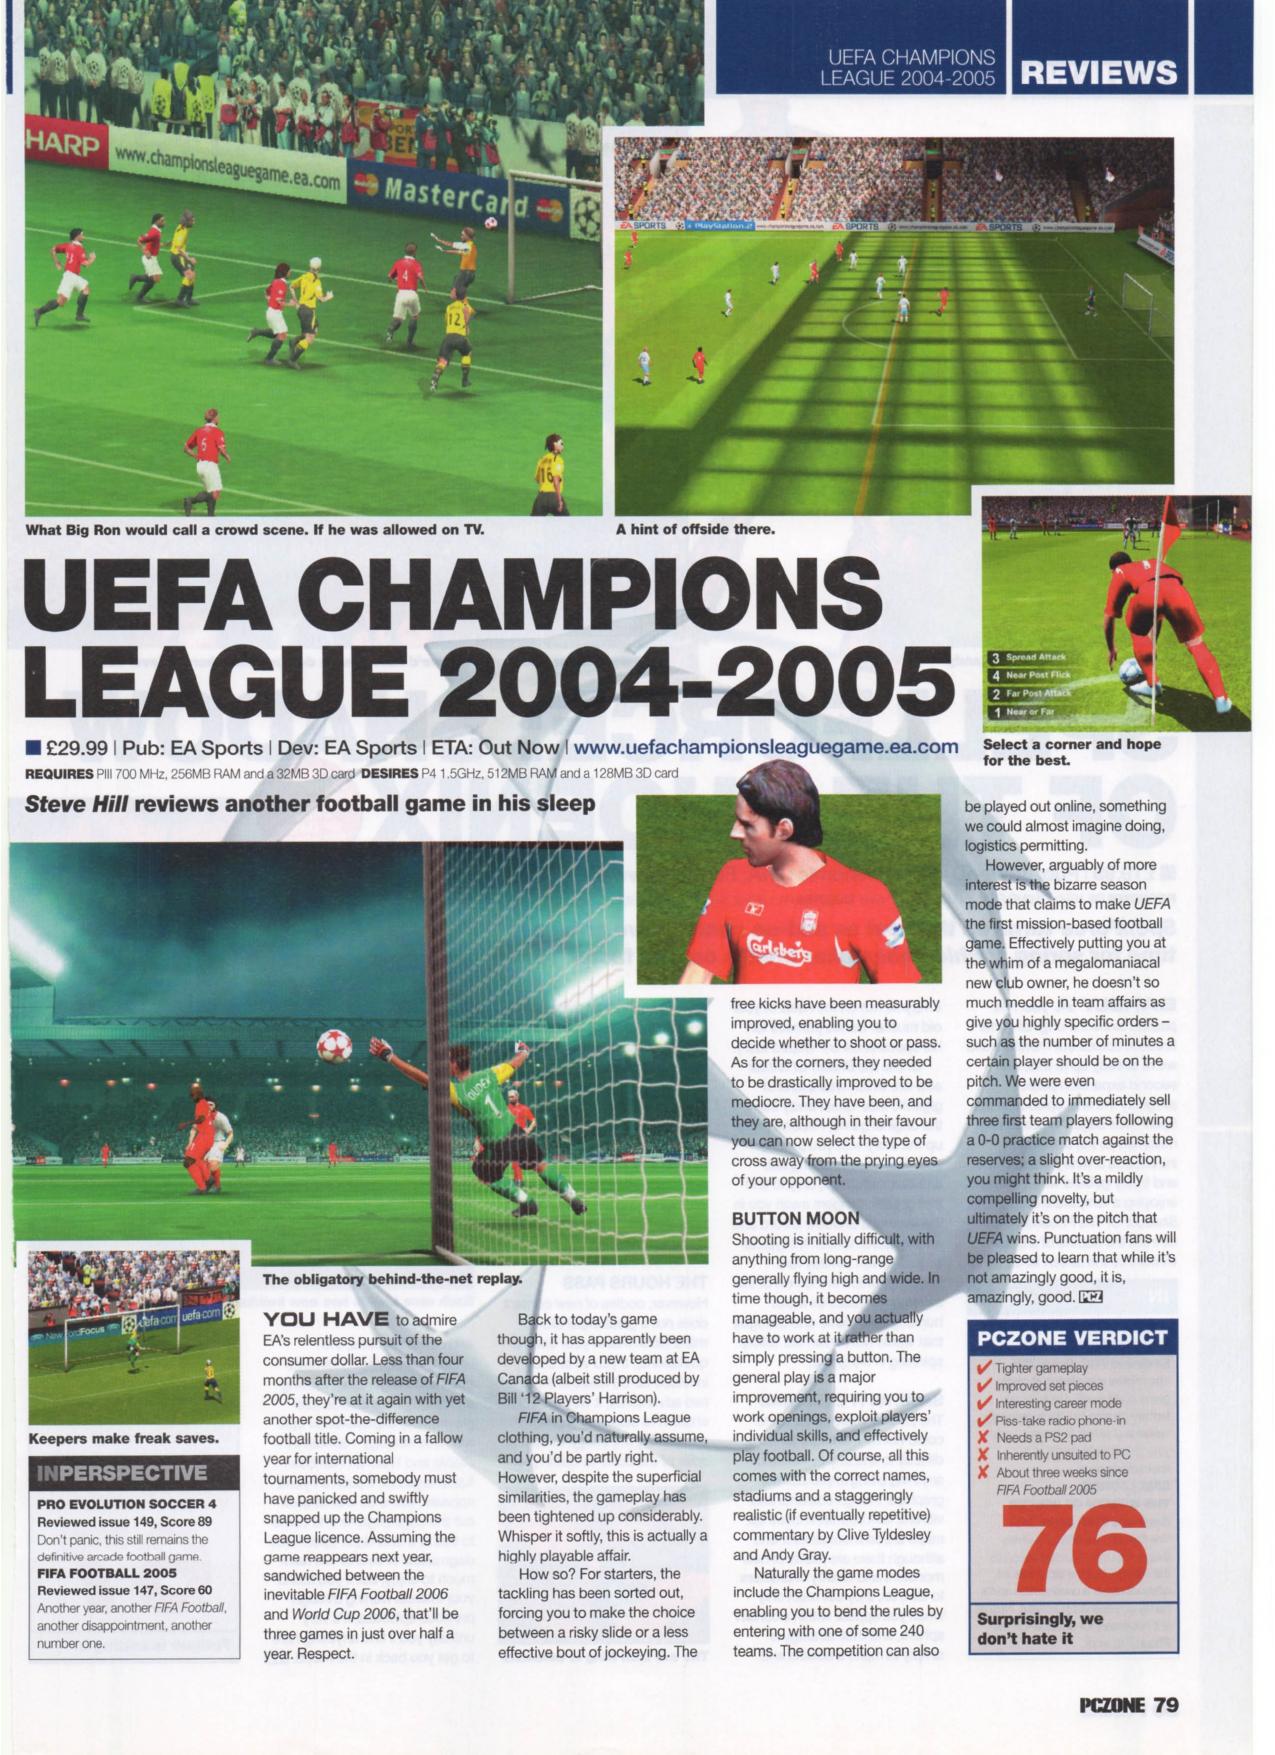 UEFA CHAMPIONS
LEAGUE 2004-2005
REVIEWS
HARP
www.championsleaguegame.ea.com
MasterCard
4
12
5
16
EA SPORTS
PlayStation.2
EA SPORTS
EA SPORTS
What Big Ron would call a crowd scene. If he was allowed on TV.
A hint of offside there.
3 Spread Attack
4 Near Post Flick
2 Far Post Attack
1 Near or Far
Select a corner and hope
for the best.
UEFA CHAMPIONS
LEAGUE 2004-2005
£29.99 | Pub: EA Sports | Dev: EA Sports | ETA: Out Now | www.uefachampionsleaguegame.ea.com
REQUIRES PIII 700 MHz, 256MB RAM and a 32MB 3D card DESIRES P4 1.5GHz, 512MB RAM and a 128MB 3D card
Steve Hill reviews another football game in his sleep
Carlsberg
DUDEK
1
The obligatory behind-the-net replay.
FordFocus
uefa.com
uefa.com
Keepers make freak saves.
INPERSPECTIVE
PRO EVOLUTION SOCCER 4
Reviewed issue 149, Score 89
Don't panic, this still remains the
definitive arcade football game.
FIFA FOOTBALL 2005
Reviewed issue 147, Score 60
Another year, another FIFA Football,
another disappointment, another
number one.
YOU HAVE to admire
EA's relentless pursuit of the
consumer dollar. Less than four
months after the release of FIFA
2005, they're at it again with yet
another spot-the-difference
football title. Coming in a fallow
year for international
tournaments, somebody must
have panicked and swiftly
snapped up the Champions
League licence. Assuming the
game reappears next year,
sandwiched between the
inevitable FIFA Football 2006
and World Cup 2006, that'll be
three games in just over half a
year. Respect.
Back to today's game
though, it has apparently been
developed by a new team at EA
Canada (albeit still produced by
Bill '12 Players' Harrison).
FIFA in Champions League
clothing, you'd naturally assume,
and you'd be partly right.
However, despite the superficial
similarities, the gameplay has
been tightened up considerably.
Whisper it softly, this is actually a
highly playable affair.
How so? For starters, the
tackling has been sorted out,
forcing you to make the choice
between a risky slide or a less
effective bout of jockeying. The
free kicks have been measurably
improved, enabling you to
decide whether to shoot or pass.
As for the corners, they needed
to be drastically improved to be
mediocre. They have been, and
they are, although in their favour
you can now select the type of
cross away from the prying eyes
of your opponent.
BUTTON MOON
Shooting is initially difficult, with
anything from long-range
generally flying high and wide. In
time though, it becomes
manageable, and you actually
have to work at it rather than
simply pressing a button. The
general play is a major
improvement, requiring you to
work openings, exploit players'
individual skills, and effectively
play football. Of course, all this
comes with the correct names,
stadiums and a staggeringly
realistic (if eventually repetitive)
commentary by Clive Tyldesley
and Andy Gray.
Naturally the game modes
include the Champions League,
enabling you to bend the rules by
entering with one of some 240
teams. The competition can also
be played out online, something
we could almost imagine doing,
logistics permitting.
However, arguably of more
interest is the bizarre season
mode that claims to make UEFA
the first mission-based football
game. Effectively putting you at
the whim of a megalomaniacal
new club owner, he doesn't so
much meddle in team affairs as
give you highly specific orders –
such as the number of minutes a
certain player should be on the
pitch. We were even
commanded to immediately sell
three first team players following
a 0-0 practice match against the
reserves; a slight over-reaction,
you might think. It's a mildly
compelling novelty, but
ultimately it's on the pitch that
UEFA wins. Punctuation fans will
be pleased to learn that while it's
not amazingly good, it is,
amazingly, good. PCZ
PCZONE VERDICT
Tighter gameplay
Improved set pieces
Interesting career mode
Piss-take radio phone-in
Needs a PS2 pad
Inherently unsuited to PC
About three weeks since
FIFA Football 2005
76
Surprisingly, we
don't hate it
PCZONE 79